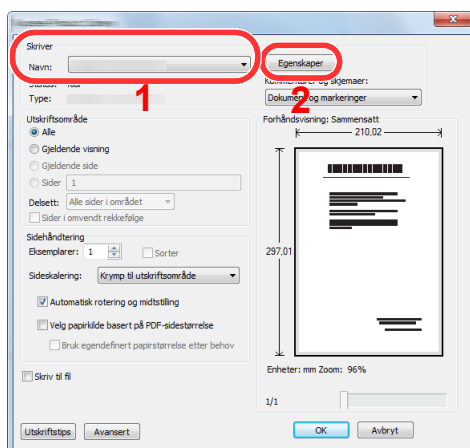 Skriver
Navn:
Egenskaper
1
2
Status: Klar
Kommentarer og skjemaer:
Type:
Dokument og markeringer
Utskriftsområde
Alle
Gjeldende visning
Gjeldende side
Sider 1
Delsett: Alle sider i området
Sider i omvendt rekkefølge
Forhåndsvisning: Sammensatt
210,02
297,01
Sidehåndtering
Eksemplarer: 1 Sorter
Sideskalering: Krymp til utskriftsområde
Automatisk rotering og midtstilling
Velg papirkilde basert på PDF-sidestørrelse
Bruk egendefinert papirstørrelse etter behov
Skriv til fil
Enheter: mm Zoom: 96%
1/1
Utskriftstips Avansert OK Avbryt